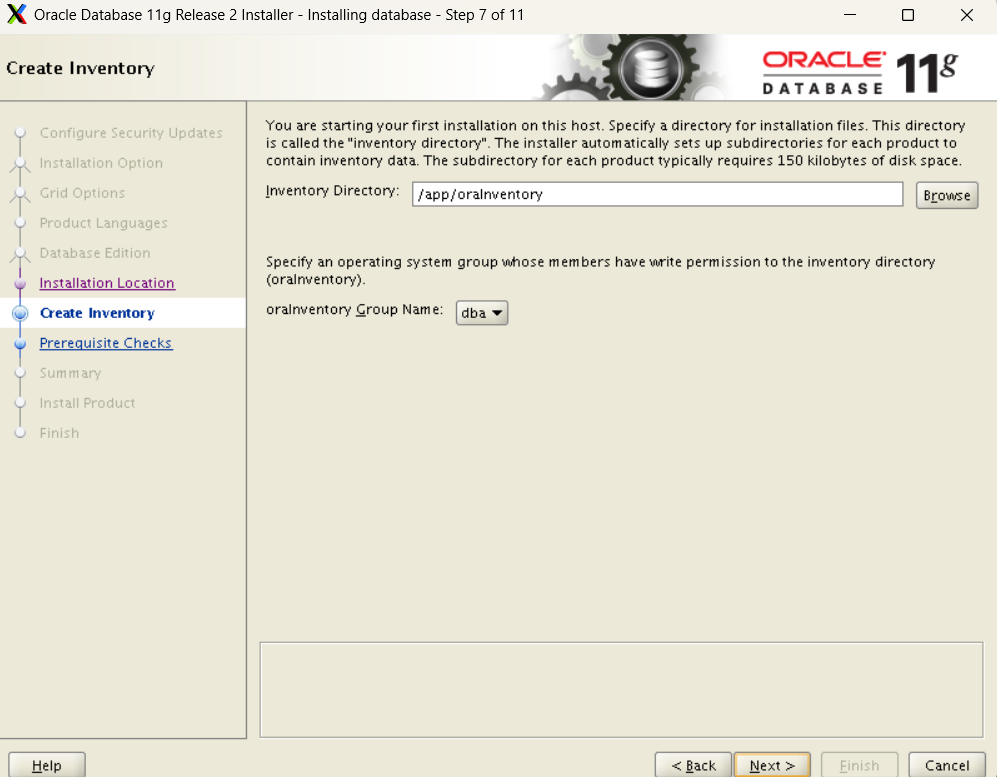 Oracle Database 11g Release 2 Installer - Installing database - Step 7 of 11
Create Inventory
ORACLE
DATABASE
11g
Configure Security Updates
Installation Option
Grid Options
Product Languages
Database Edition
Installation Location
Create Inventory
Prerequisite Checks
Summary
Install Product
Finish
You are starting your first installation on this host. Specify a directory for installation files. This directory
is called the "inventory directory". The installer automatically sets up subdirectories for each product to
contain inventory data. The subdirectory for each product typically requires 150 kilobytes of disk space.
Inventory Directory: /app/oraInventory Browse
Specify an operating system group whose members have write permission to the inventory directory
(oraInventory).
oraInventory Group Name: dba
Help < Back Next > Finish Cancel